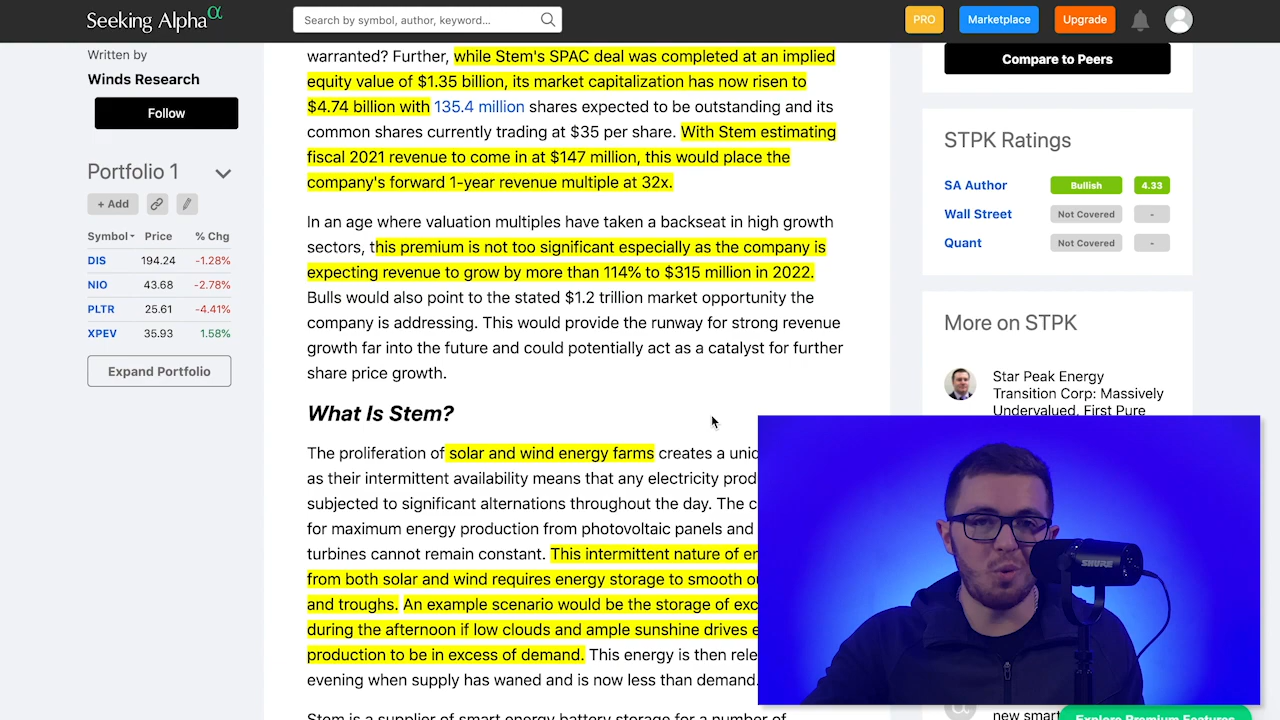 Seeking Alpha α
Search by symbol, author, keyword...
PRO
Marketplace
Upgrade
Written by
Winds Research
Follow
Portfolio 1
+ Add
Symbol Price % Chg
DIS 194.24 -1.28%
NIO 43.68 -2.78%
PLTR 25.61 -4.41%
XPEV 35.93 1.58%
Expand Portfolio
warranted? Further, while Stem's SPAC deal was completed at an implied
equity value of $1.35 billion, its market capitalization has now risen to
$4.74 billion with 135.4 million shares expected to be outstanding and its
common shares currently trading at $35 per share. With Stem estimating
fiscal 2021 revenue to come in at $147 million, this would place the
company's forward 1-year revenue multiple at 32x.
In an age where valuation multiples have taken a backseat in high growth
sectors, this premium is not too significant especially as the company is
expecting revenue to grow by more than 114% to $315 million in 2022.
Bulls would also point to the stated $1.2 trillion market opportunity the
company is addressing. This would provide the runway for strong revenue
growth far into the future and could potentially act as a catalyst for further
share price growth.
What Is Stem?
The proliferation of solar and wind energy farms creates a
as their intermittent availability means that any electricity
subjected to significant alternations throughout the day. The
for maximum energy production from photovoltaic panels and
turbines cannot remain constant. This intermittent nature of
from both solar and wind requires energy storage to smooth
and troughs. An example scenario would be the storage of
during the afternoon if low clouds and ample sunshine drives
production to be in excess of demand. This energy is then
evening when supply has waned and is now less than demand.
Stem is a supplier of smart energy battery storage for a number of
Compare to Peers
STPK Ratings
SA Author Bullish 4.33
Wall Street Not Covered -
Quant Not Covered -
More on STPK
Star Peak Energy
Transition Corp: Massively
Undervalued, First Pure
SHURE
new smart
Explore Premium Features